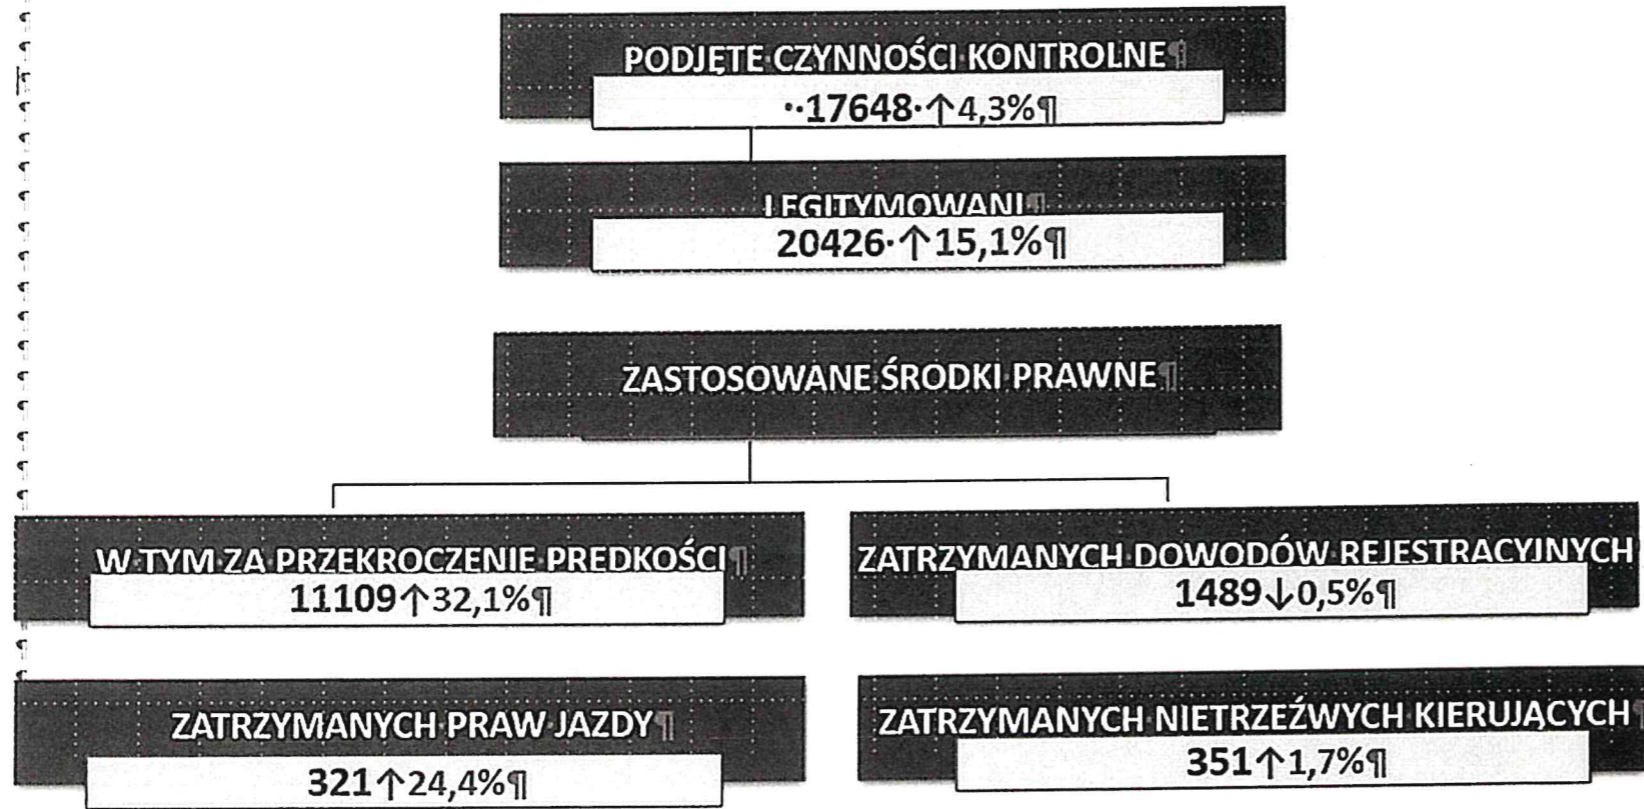 PODJĘTE·CZYNNOŚCI·KONTROLNE¶
··17648·↑4,3%¶
LEGITYMOWANI¶
20426·↑15,1%¶
ZASTOSOWANE·ŚRODKI·PRAWNE¶
W·TYM·ZA·PRZEKROCZENIE·PREDKOŚCI¶
11109↑32,1%¶
ZATRZYMANYCH·DOWODÓW·REJESTRACYJNYCH
1489↓0,5%¶
ZATRZYMANYCH·PRAW·JAZDY¶
321↑24,4%¶
ZATRZYMANYCH·NIETRZEŹWYCH·KIERUJĄCYCH¶
351↑1,7%¶